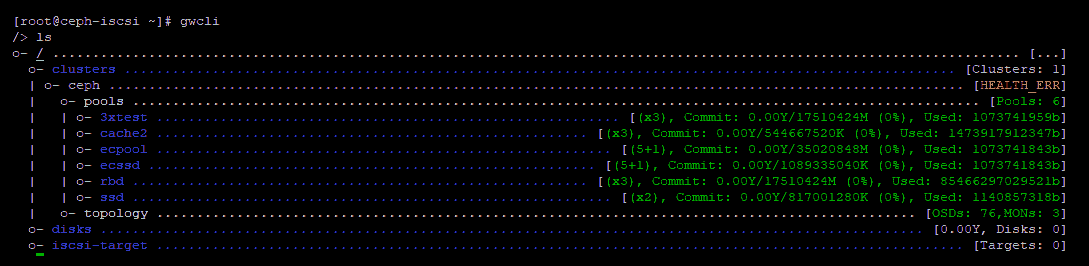 [root@ceph-iscsi ~]# gwcli
/> ls
o- / ......................................................................................................................... [...]
o- clusters ........................................................................................................ [Clusters: 1]
| o- ceph .......................................................................................................... [HEALTH_ERR]
| o- pools .......................................................................................................... [Pools: 6]
| | o- 3xtest ................................................................ [(x3), Commit: 0.00Y/17510424M (0%), Used: 1073741959b]
| | o- cache2 ............................................................ [(x3), Commit: 0.00Y/544667520K (0%), Used: 1473917912347b]
| | o- ecpool ............................................................... [(5+1), Commit: 0.00Y/35020848M (0%), Used: 1073741843b]
| | o- ecssd ............................................................. [(5+1), Commit: 0.00Y/1089335040K (0%), Used: 1073741843b]
| | o- rbd ............................................................... [(x3), Commit: 0.00Y/17510424M (0%), Used: 85466297029521b]
| | o- ssd .................................................................. [(x2), Commit: 0.00Y/817001280K (0%), Used: 1140857318b]
| o- topology ................................................................................................ [OSDs: 76,MONs: 3]
o- disks ......................................................................................................... [0.00Y, Disks: 0]
o- iscsi-target ..................................................................................................... [Targets: 0]